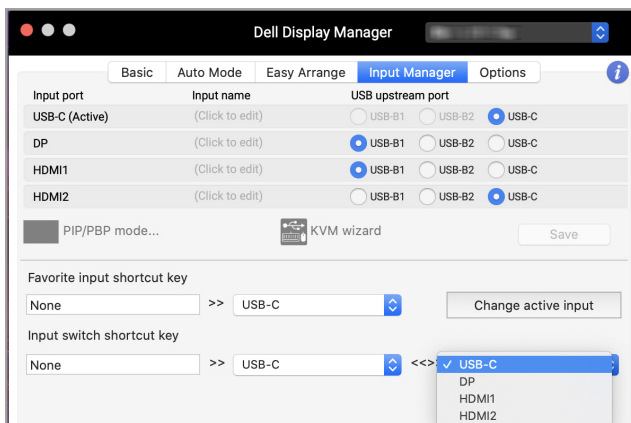 Dell Display Manager
Basic Auto Mode Easy Arrange Input Manager Options i
Input port Input name USB upstream port
USB-C (Active) (Click to edit) USB-B1 USB-B2 USB-C
DP (Click to edit) USB-B1 USB-B2 USB-C
HDMI1 (Click to edit) USB-B1 USB-B2 USB-C
HDMI2 (Click to edit) USB-B1 USB-B2 USB-C
PIP/PBP mode... KVM wizard Save
Favorite input shortcut key
None >> USB-C Change active input
Input switch shortcut key
None >> USB-C <<> ✓ USB-C
DP
HDMI1
HDMI2